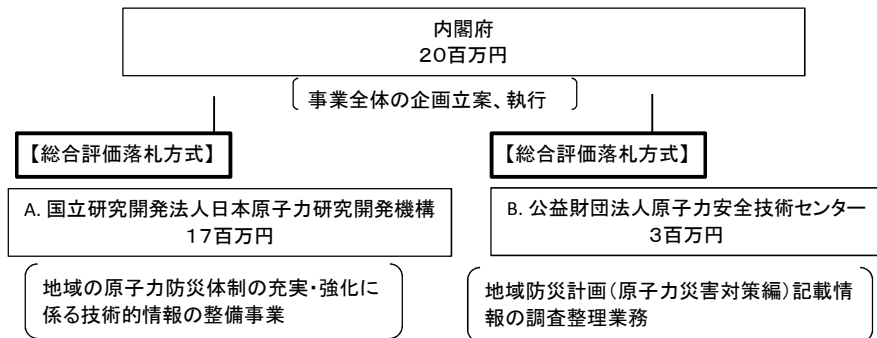 内閣府
20百万円
事業全体の企画立案、執行
【総合評価落札方式】
【総合評価落札方式】
A. 国立研究開発法人日本原子力研究開発機構
17百万円
B. 公益財団法人原子力安全技術センター
3百万円
地域の原子力防災体制の充実・強化に
係る技術的情報の整備事業
地域防災計画(原子力災害対策編)記載情
報の調査整理業務